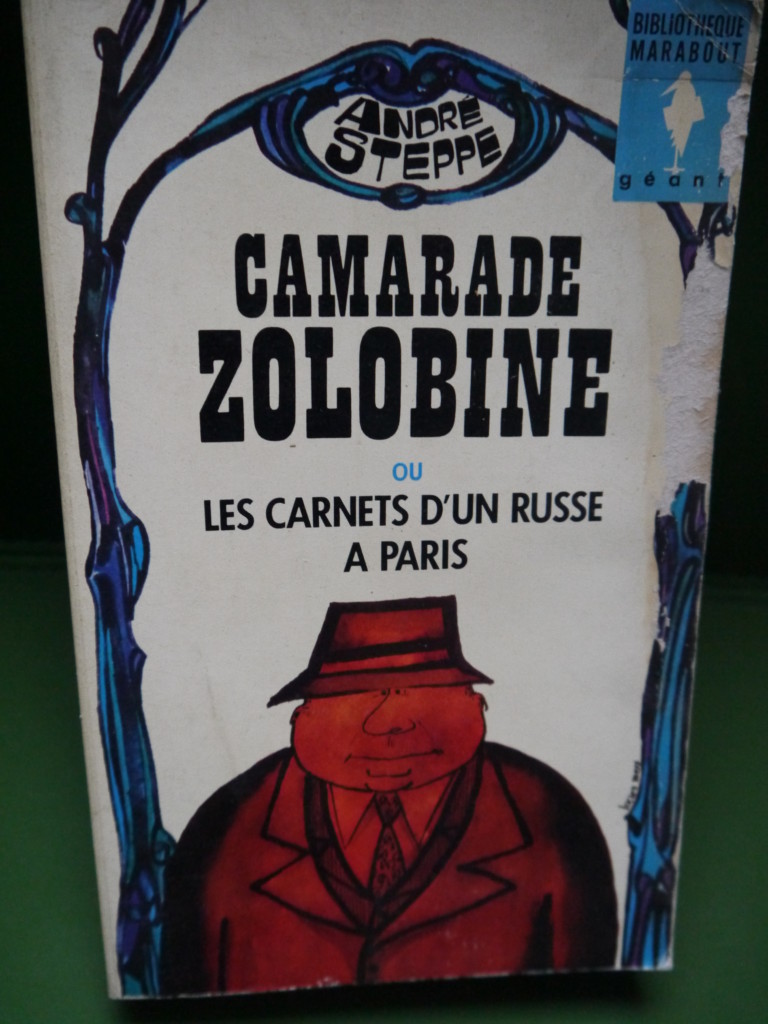 BIBLIOTHEQUE
MARABOUT
géant
ANDRÉ
STEPPE
CAMARADE
ZOLOBINE
OU
LES CARNETS D'UN RUSSE
A PARIS